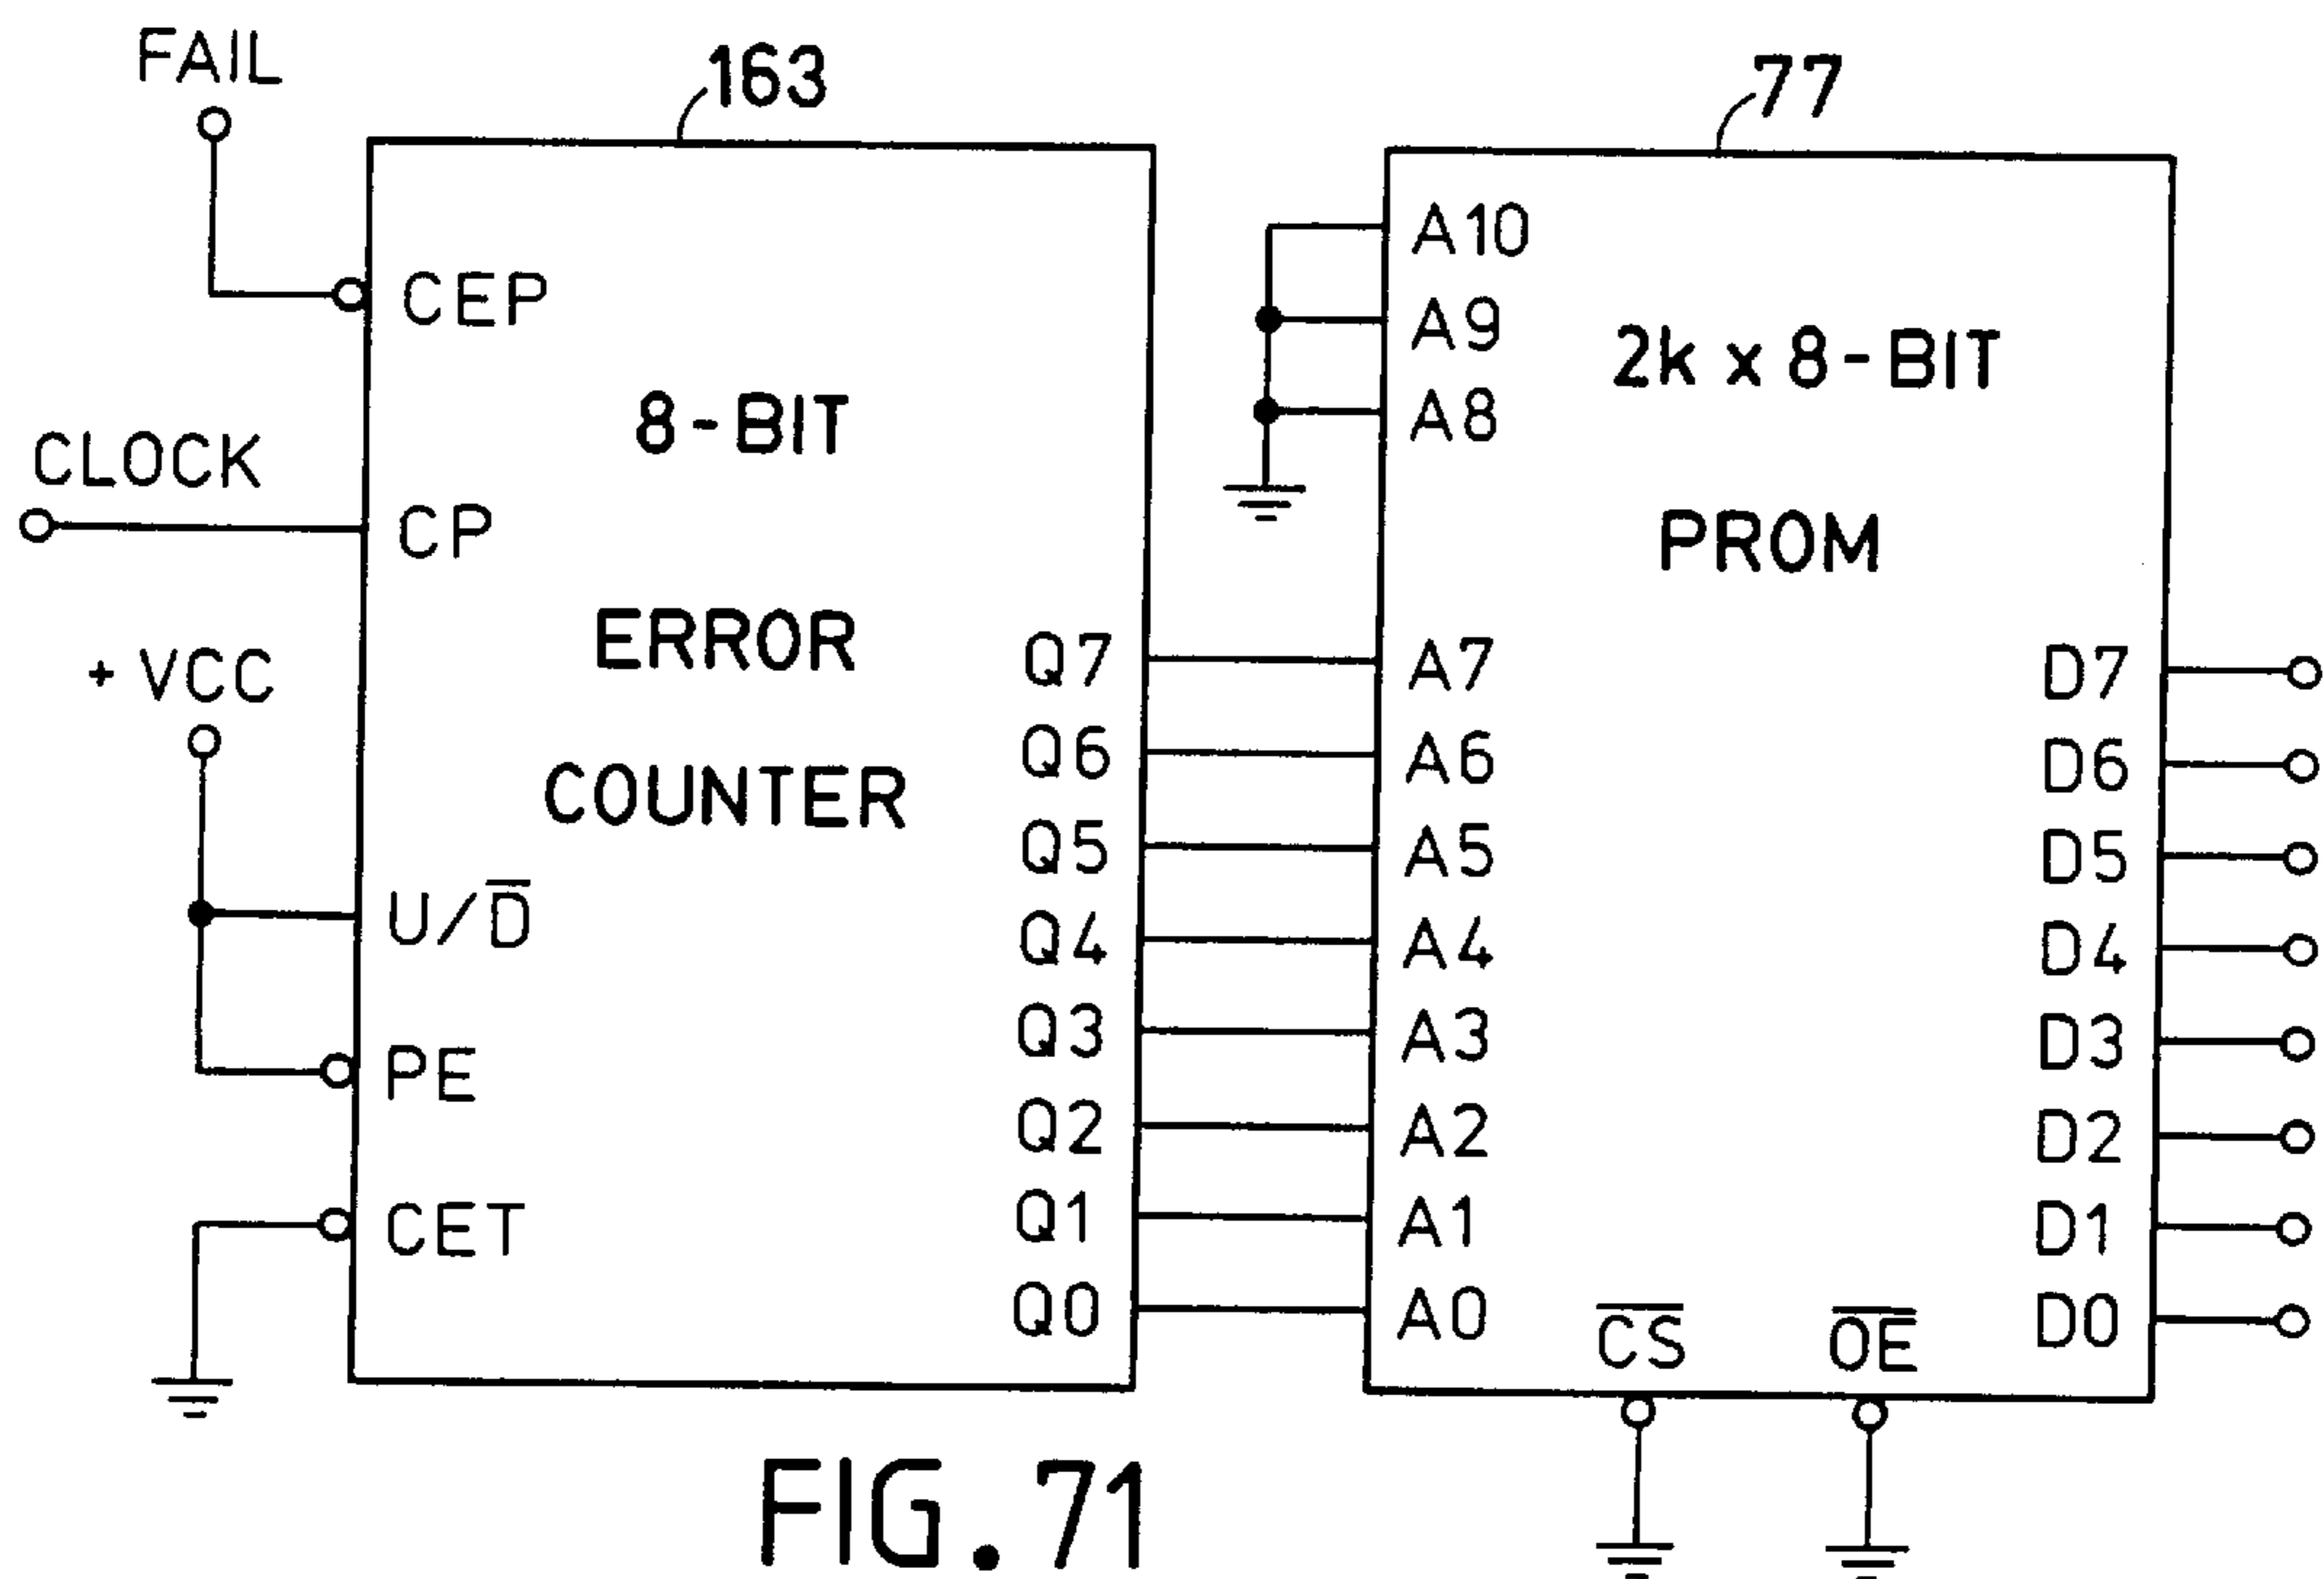 FAIL
163
77
CEP
CLOCK
CP
+ VCC
U/D̅
PE
CET
8-BIT
ERROR
COUNTER
Q7
Q6
Q5
Q4
Q3
Q2
Q1
Q0
A10
A9
A8
A7
A6
A5
A4
A3
A2
A1
A0
2k x 8-BIT
PROM
D7
D6
D5
D4
D3
D2
D1
D0
C̅S̅
O̅E̅
FIG. 71